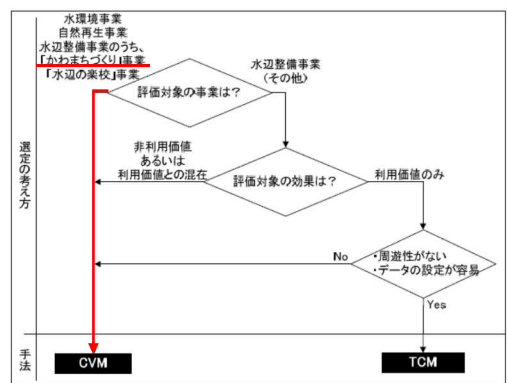 水環境事業
自然再生事業
水辺整備事業のうち、
「かわまちづくり」事業
「水辺の楽校」事業
水辺整備事業
(その他)
評価対象の事業は？
非利用価値
あるいは
利用価値との混在
評価対象の効果は？
利用価値のみ
選定の考え方
No
・周遊性がない
・データの設定が容易
Yes
手法
CVM
TCM